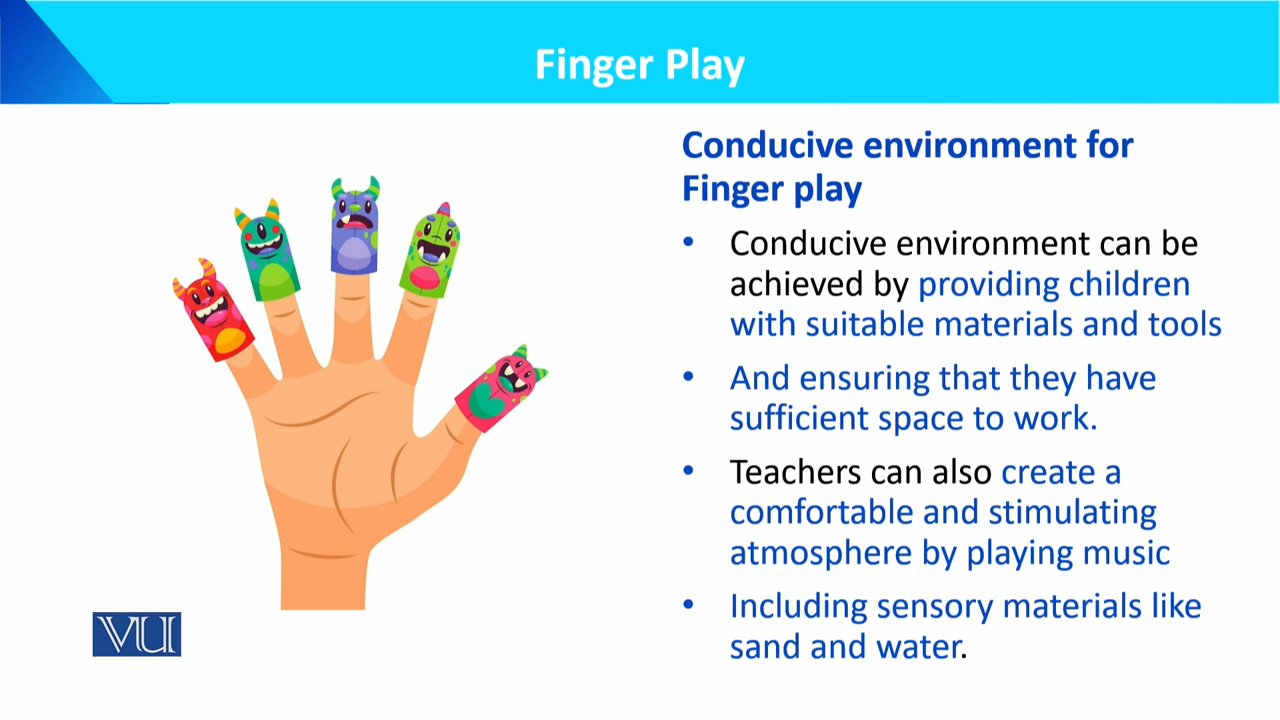 Finger Play
Conducive environment for
Finger play
• Conducive environment can be
achieved by providing children
with suitable materials and tools
• And ensuring that they have
sufficient space to work.
• Teachers can also create a
comfortable and stimulating
atmosphere by playing music
• Including sensory materials like
sand and water.
VU